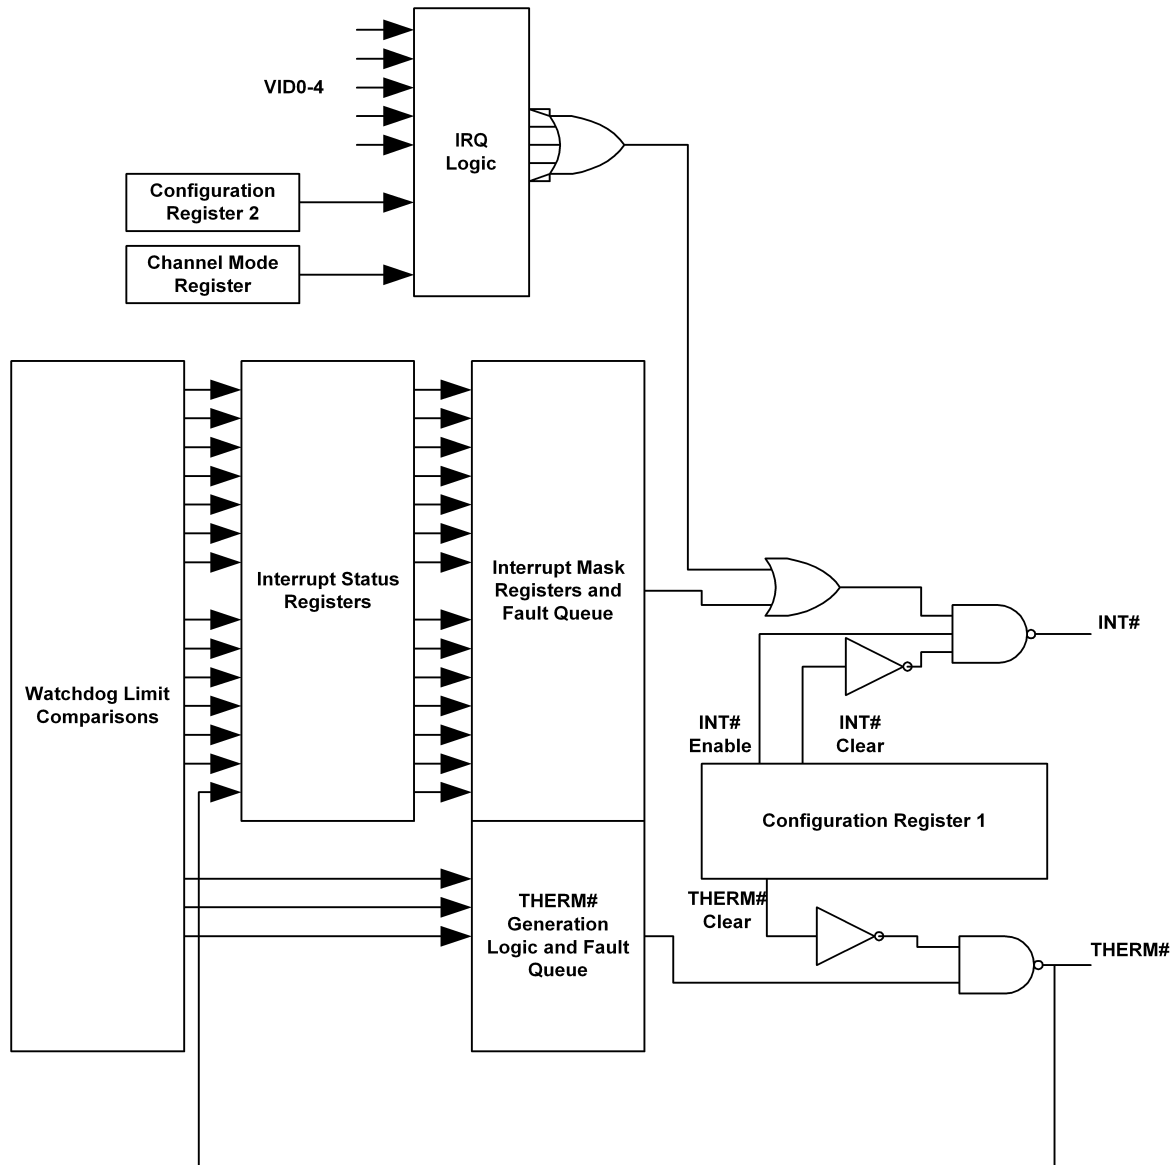 VID0-4
IRQ
Logic
Configuration
Register 2
Channel Mode
Register
Watchdog Limit
Comparisons
Interrupt Status
Registers
Interrupt Mask
Registers and
Fault Queue
INT#
INT#
Enable
INT#
Clear
Configuration Register 1
THERM#
Clear
THERM#
Generation
Logic and Fault
Queue
THERM#